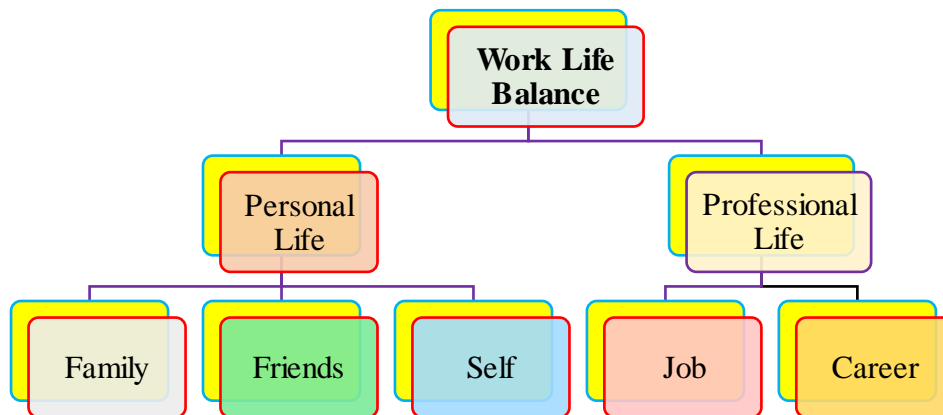 Work Life
Balance
Personal
Life
Professional
Life
Family
Friends
Self
Job
Career